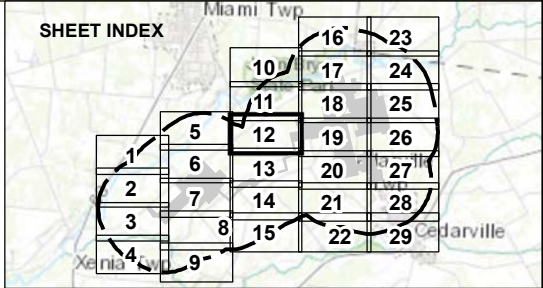 Miami Twp
SHEET INDEX
16 23
10 17 24
11 18 25
5 12 19 26
1 6 13 20 27
2 7 14 21 28
3 8 15 22 29
4 9
Cedarville
Xenia Twp